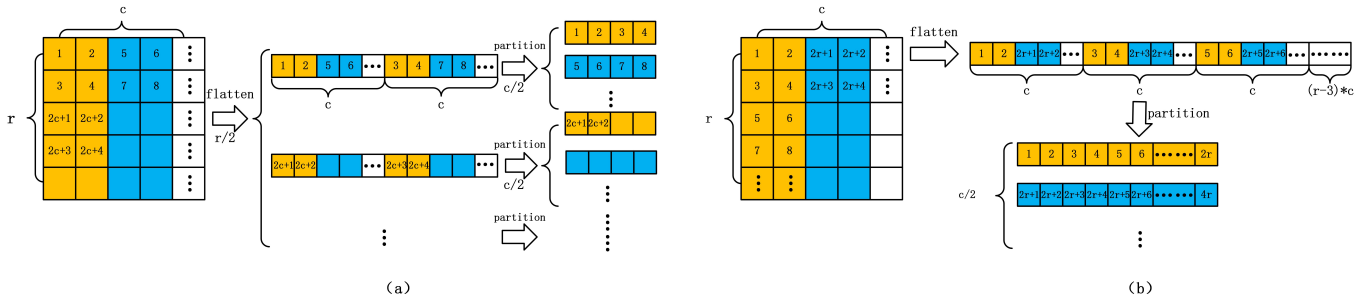 c
r
1 2 5 6 ⋮
3 4 7 8 ⋮
2c+1 2c+2
2c+3 2c+4 ⋮
⋮
flatten
r/2
1 2 5 6 ••• 3 4 7 8 •••
c c
2c+1 2c+2 ••• 2c+3 2c+4 •••
⋮
partition
c/2
partition
c/2
partition
1 2 3 4
5 6 7 8
⋮
2c+1 2c+2
⋮
(a)
c
r
1 2 2r+1 2r+2 ⋮
3 4 2r+3 2r+4 ⋮
5 6
7 8
⋮ ⋮
flatten
1 2 2r+1 2r+2 ••• 3 4 2r+3 2r+4 ••• 5 6 2r+5 2r+6 ••• ••••••
c c c (r-3)*c
partition
c/2
1 2 3 4 5 6 •••••• 2r
2r+1 2r+2 2r+3 2r+4 2r+5 2r+6 •••••• 4r
⋮
(b)